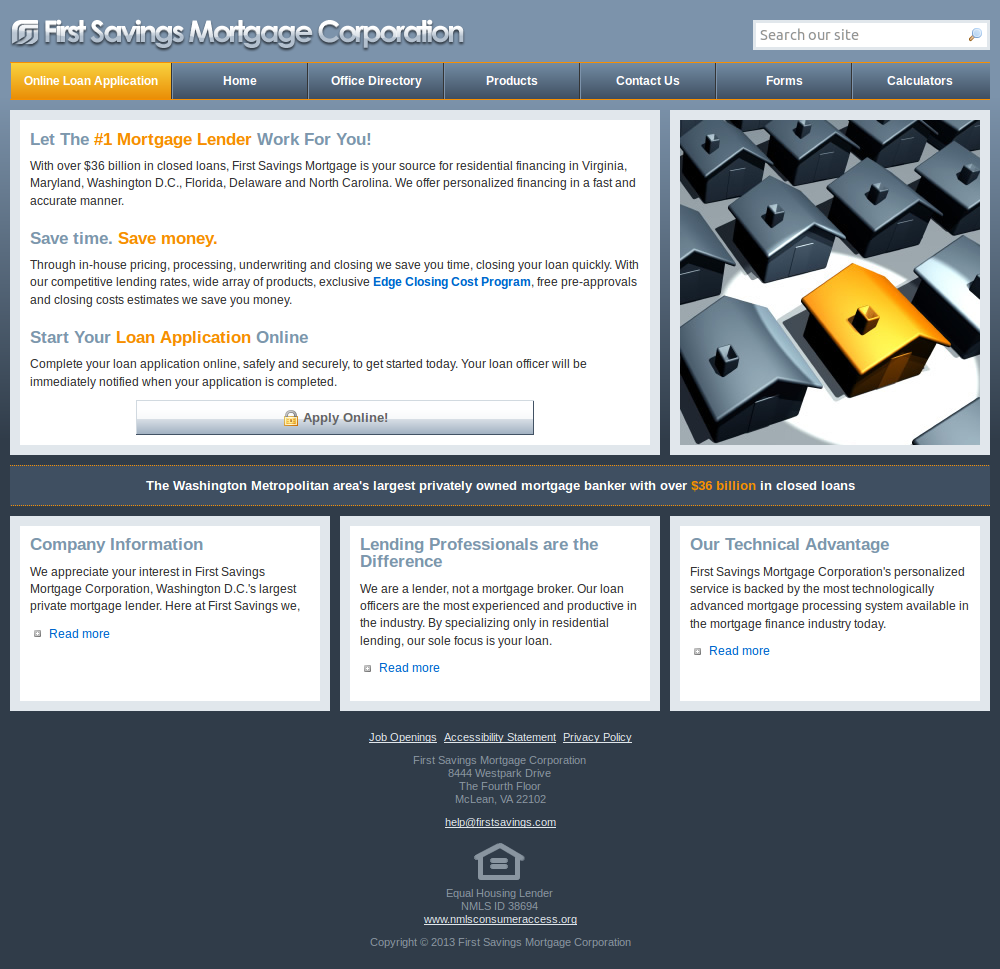 First Savings Mortgage Corporation
Search our site
Online Loan Application Home Office Directory Products Contact Us Forms Calculators
Let The #1 Mortgage Lender Work For You!
With over $36 billion in closed loans, First Savings Mortgage is your source for residential financing in Virginia,
Maryland, Washington D.C., Florida, Delaware and North Carolina. We offer personalized financing in a fast and
accurate manner.
Save time. Save money.
Through in-house pricing, processing, underwriting and closing we save you time, closing your loan quickly. With
our competitive lending rates, wide array of products, exclusive Edge Closing Cost Program, free pre-approvals
and closing costs estimates we save you money.
Start Your Loan Application Online
Complete your loan application online, safely and securely, to get started today. Your loan officer will be
immediately notified when your application is completed.
Apply Online!
The Washington Metropolitan area's largest privately owned mortgage banker with over $36 billion in closed loans
Company Information
We appreciate your interest in First Savings
Mortgage Corporation, Washington D.C.'s largest
private mortgage lender. Here at First Savings we,
Read more
Lending Professionals are the
Difference
We are a lender, not a mortgage broker. Our loan
officers are the most experienced and productive in
the industry. By specializing only in residential
lending, our sole focus is your loan.
Read more
Our Technical Advantage
First Savings Mortgage Corporation's personalized
service is backed by the most technologically
advanced mortgage processing system available in
the mortgage finance industry today.
Read more
Job Openings Accessibility Statement Privacy Policy
First Savings Mortgage Corporation
8444 Westpark Drive
The Fourth Floor
McLean, VA 22102
help@firstsavings.com
Equal Housing Lender
NMLS ID 38694
www.nmlsconsumeraccess.org
Copyright © 2013 First Savings Mortgage Corporation